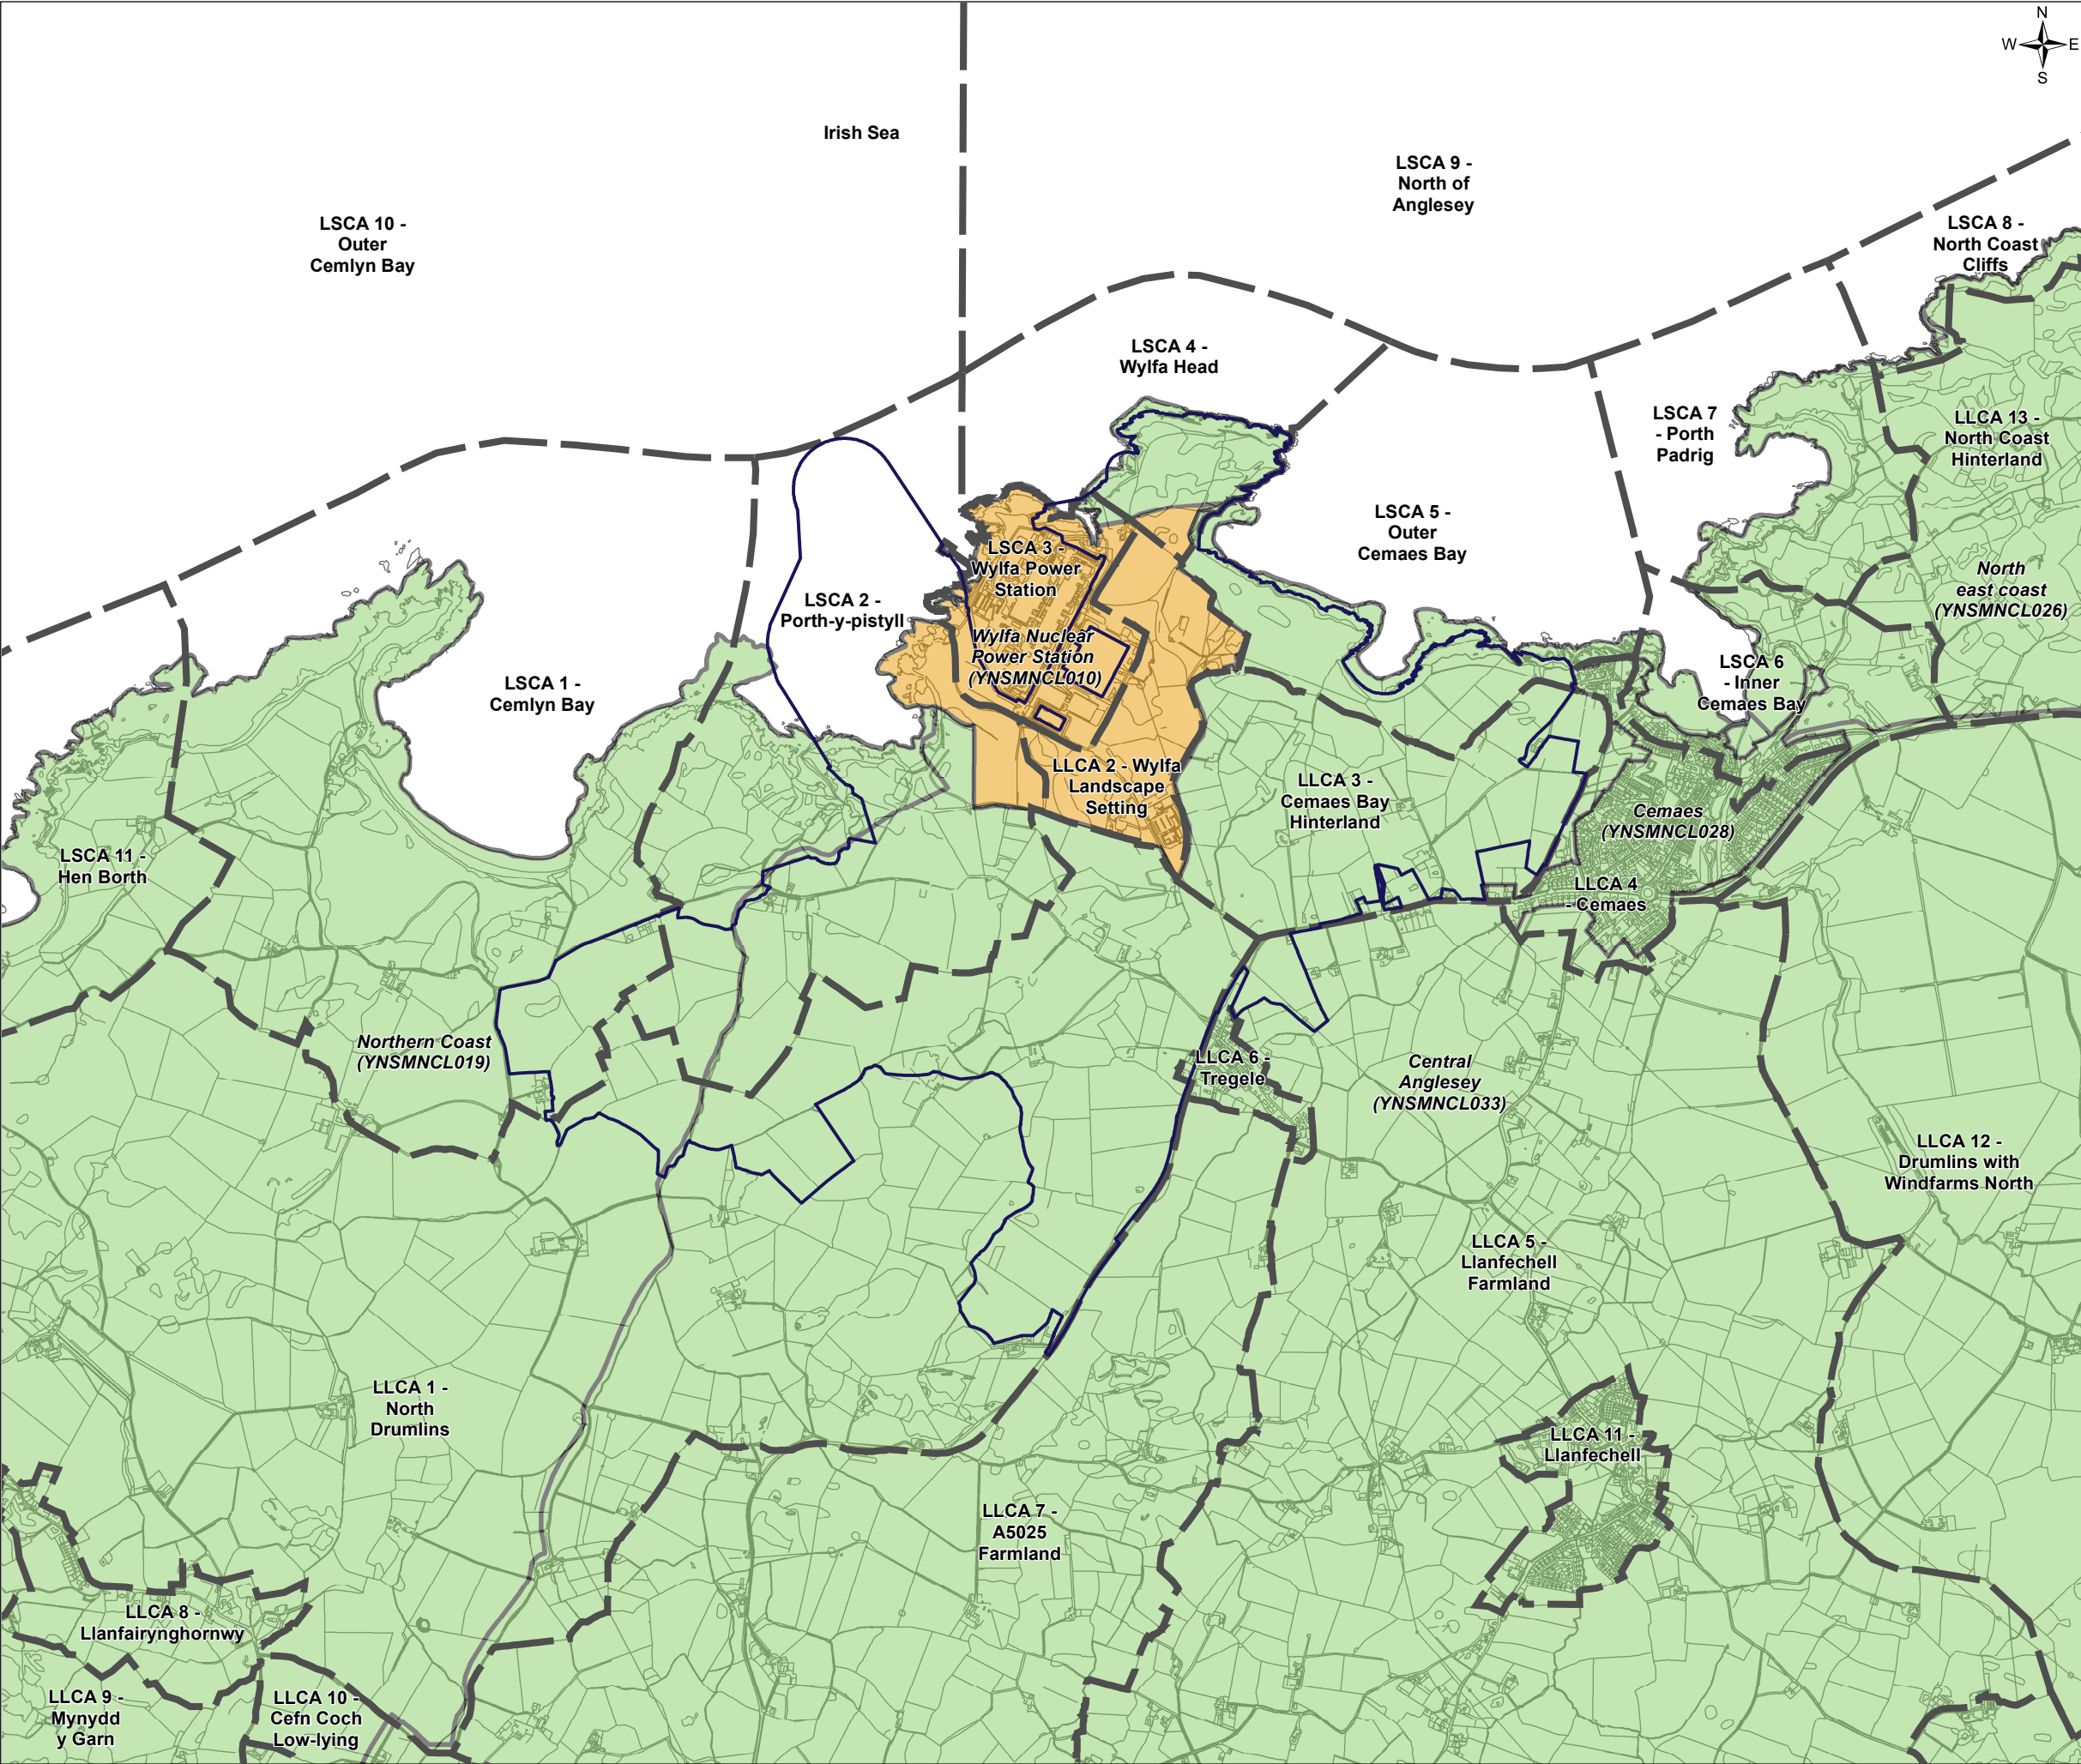 N
W E
S
Irish Sea
LSCA 9 -
North of
Anglesey
LSCA 10 -
Outer
Cemlyn Bay
LSCA 8 -
North Coast
Cliffs
LSCA 4 -
Wylfa Head
LSCA 7
- Porth
Padrig
LLCA 13 -
North Coast
Hinterland
LSCA 5 -
Outer
Cemaes Bay
LSCA 3 -
Wylfa Power
Station
North
east coast
(YNSMNCL026)
LSCA 2 -
Porth-y-pistyll
Wylfa Nuclear
Power Station
(YNSMNCL010)
LSCA 1 -
Cemlyn Bay
LSCA 6
- Inner
Cemaes Bay
LLCA 2 - Wylfa
Landscape
Setting
LLCA 3 -
Cemaes Bay
Hinterland
Cemaes
(YNSMNCL028)
LSCA 11 -
Hen Borth
LLCA 4
- Cemaes
Northern Coast
(YNSMNCL019)
LLCA 6 -
Tregele
Central
Anglesey
(YNSMNCL033)
LLCA 12 -
Drumlins with
Windfarms North
LLCA 5 -
Llanfechell
Farmland
LLCA 1 -
North
Drumlins
LLCA 11 -
Llanfechell
LLCA 7 -
A5025
Farmland
LLCA 8 -
Llanfairynghornwy
LLCA 9 -
Mynydd
y Garn
LLCA 10 -
Cefn Coch
Low-lying